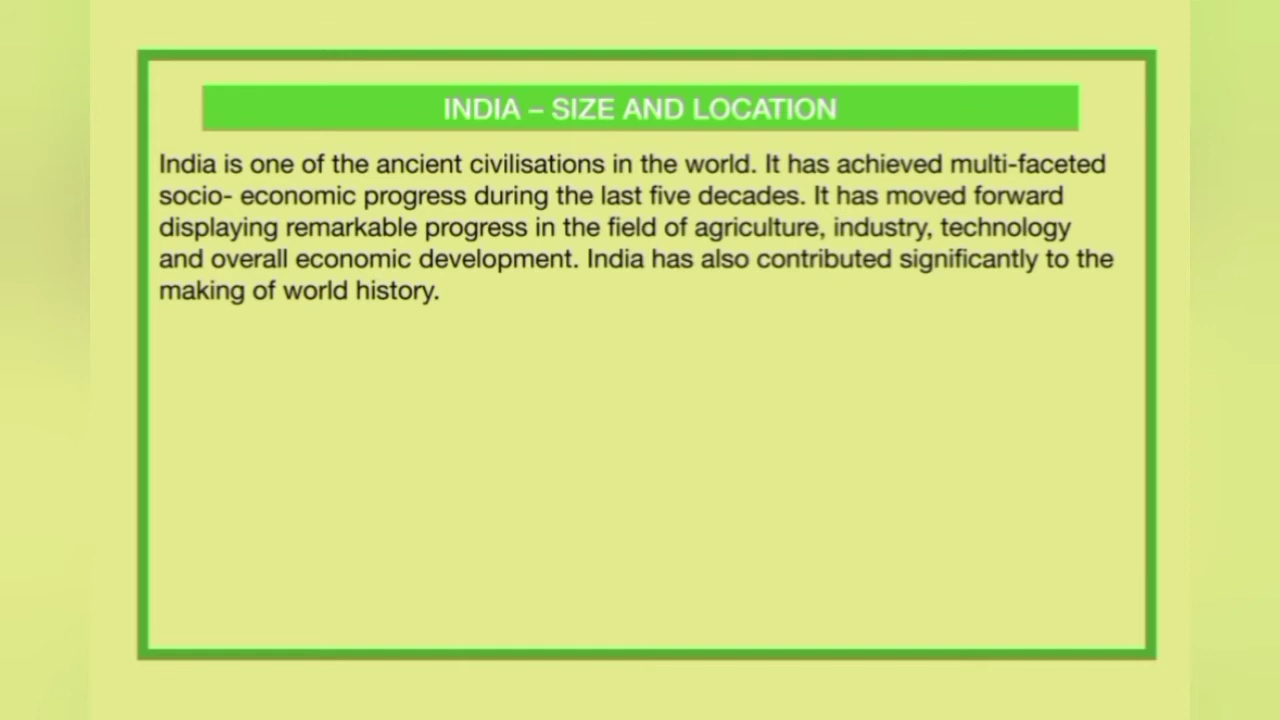 INDIA – SIZE AND LOCATION
India is one of the ancient civilisations in the world. It has achieved multi-faceted
socio- economic progress during the last five decades. It has moved forward
displaying remarkable progress in the field of agriculture, industry, technology
and overall economic development. India has also contributed significantly to the
making of world history.